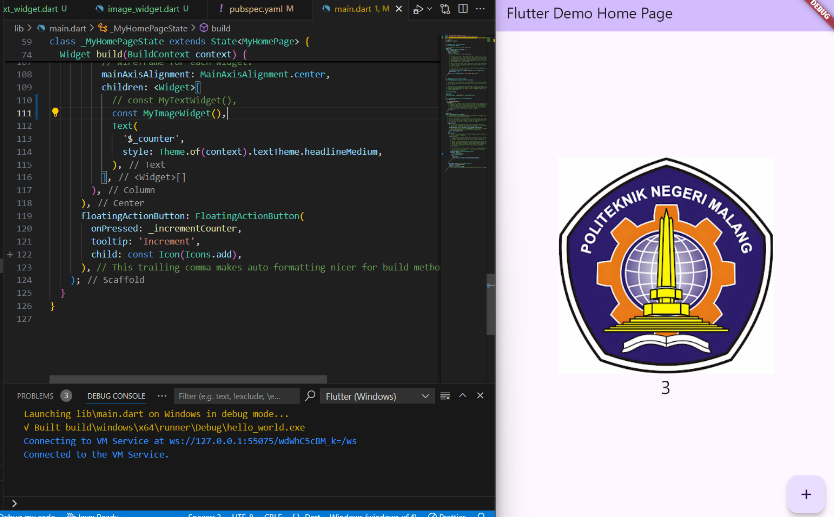 xt_widget.dart U
image_widget.dart U
! pubspec.yaml M
main.dart 1, M
lib > main.dart > _MyHomePageState > build
59 class _MyHomePageState extends State<MyHomePage> {
74 Widget build(BuildContext context) {
108 mainAxisAlignment: MainAxisAlignment.center,
109 children: <Widget>[
110 // const MyTextWidget(),
111 const MyImageWidget(),
112 Text(
113 '$_counter',
114 style: Theme.of(context).textTheme.headlineMedium,
115 ), // Text
116 ], // <Widget>[]
117 ), // Column
118 ), // Center
119 floatingActionButton: FloatingActionButton(
120 onPressed: _incrementCounter,
121 tooltip: 'Increment',
122 child: const Icon(Icons.add),
123 ), // This trailing comma makes auto formatting nicer for build metho
124 ); // Scaffold
125 }
126 }
127
PROBLEMS 3 DEBUG CONSOLE ... Filter (e.g. text, !exclude, \e... Flutter (Windows)
Launching lib\main.dart on Windows in debug mode...
√ Built build\windows\x64\runner\Debug\hello_world.exe
Connecting to VM Service at ws://127.0.0.1:55075/wdWhC5cBM_k=/ws
Connected to the VM Service.
Flutter Demo Home Page
DEBUG
POLITEKNIK NEGERI MALANG
3
+